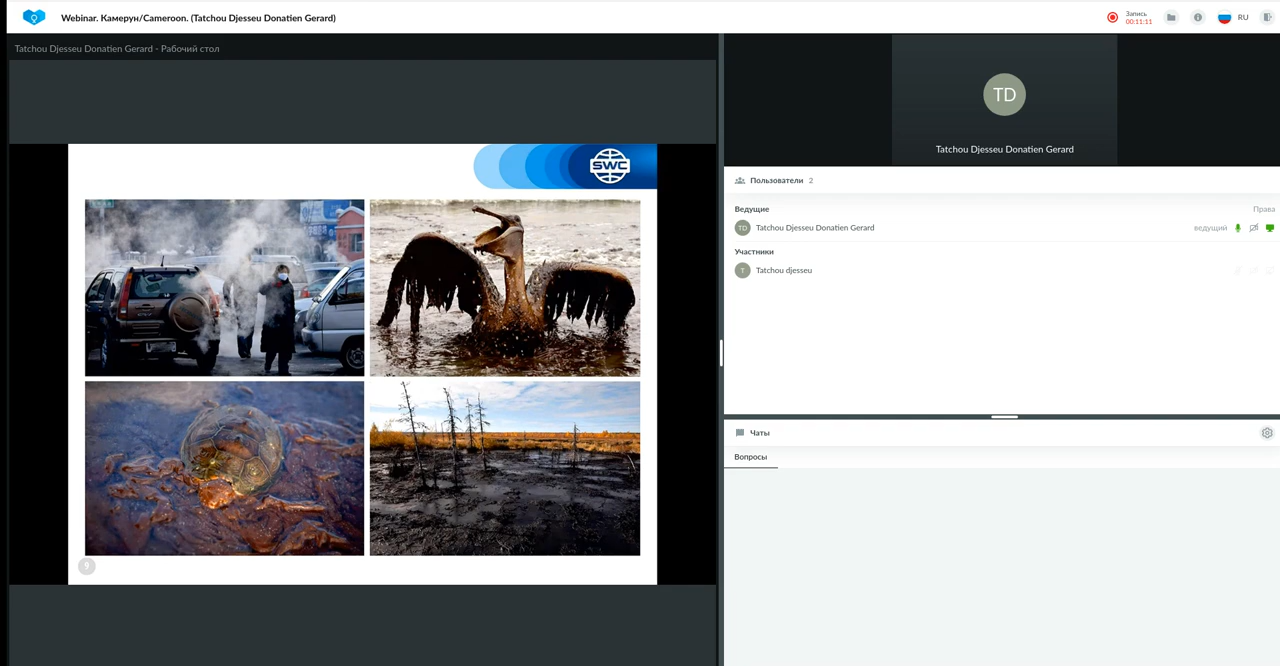 Webinar. Камерун/Cameroon. (Tatchou Djesseu Donatien Gerard)
Запись
00:11:11
RU
Tatchou Djesseu Donatien Gerard - Рабочий стол
SWC
9
TD
Tatchou Djesseu Donatien Gerard
Пользователи 2
Ведущие Права
TD Tatchou Djesseu Donatien Gerard ведущий
Участники
T Tatchou djesseu
Чаты
Вопросы